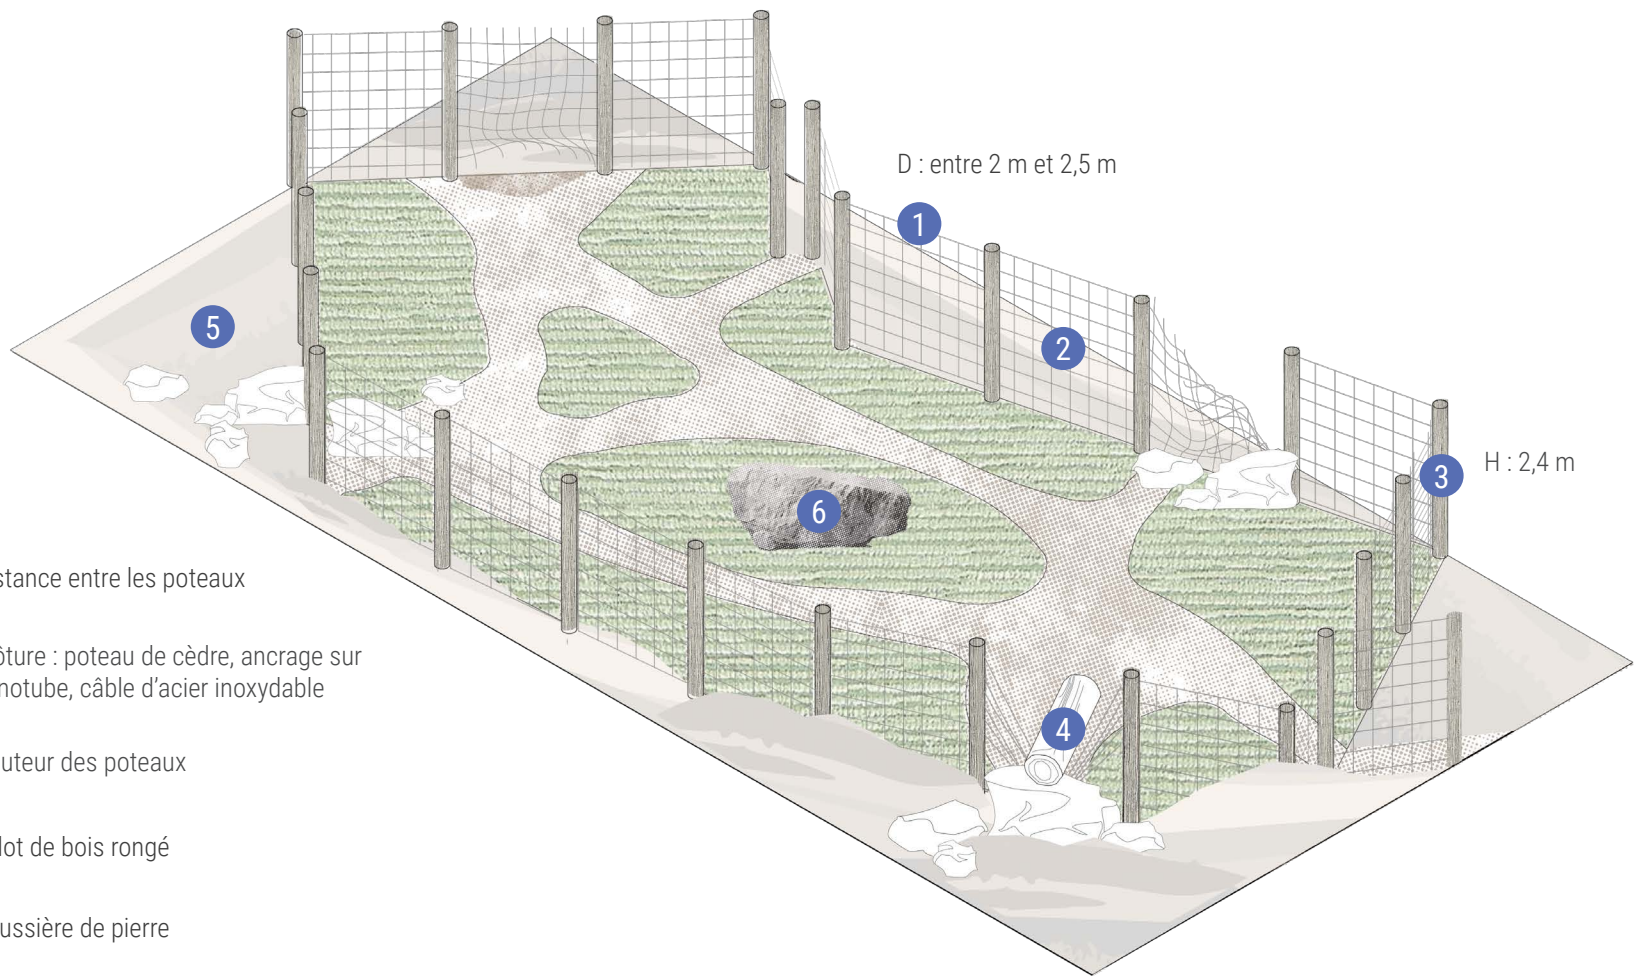 D : entre 2 m et 2,5 m
1
2
5
3
H : 2,4 m
6
stance entre les poteaux
ôture : poteau de cèdre, ancrage sur
notube, câble d'acier inoxydable
4
uteur des poteaux
lot de bois rongé
ussière de pierre